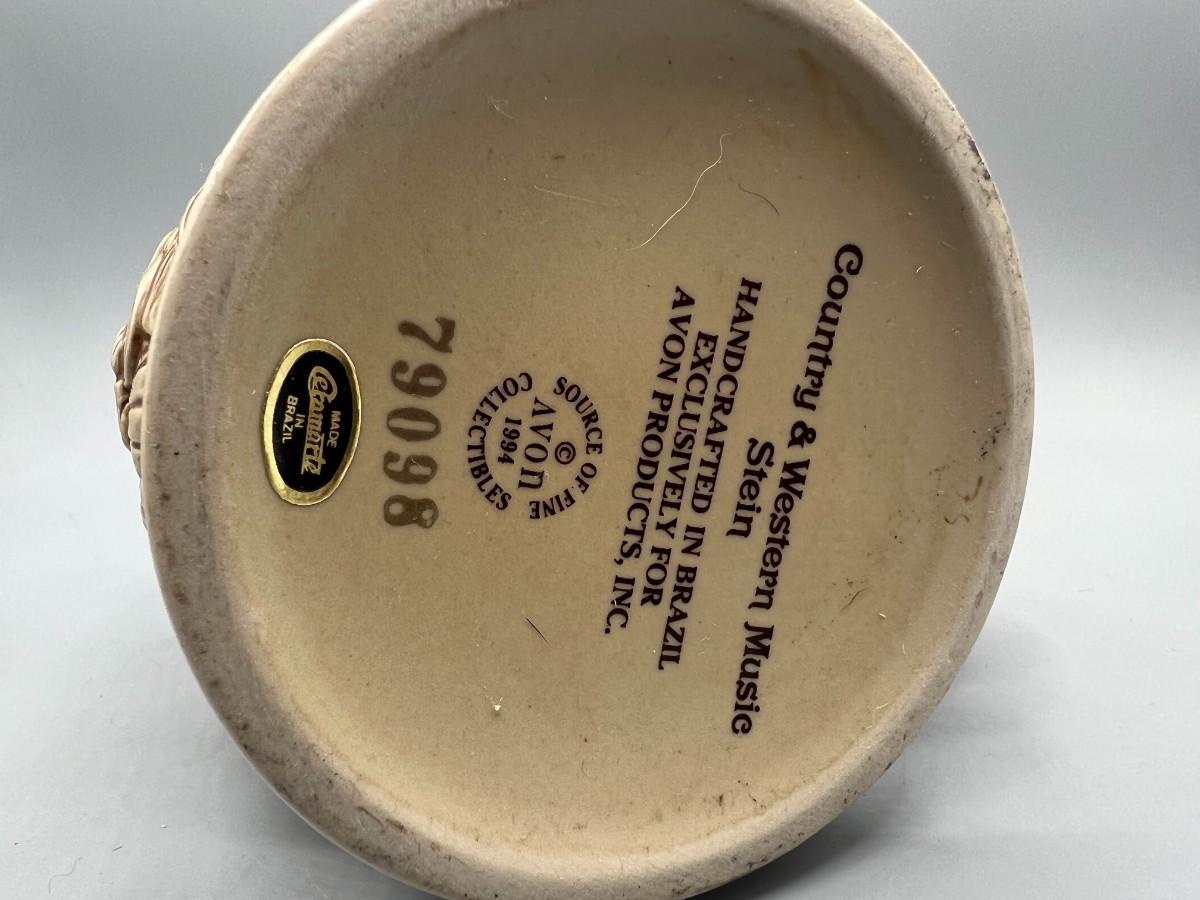 Country & Western Music
Stein
HANDCRAFTED IN BRAZIL
EXCLUSIVELY FOR
AVON PRODUCTS, INC.
SOURCE OF FINE
©
AVON
1994
COLLECTIBLES
79098
MADE
Ceramarte
IN
BRAZIL